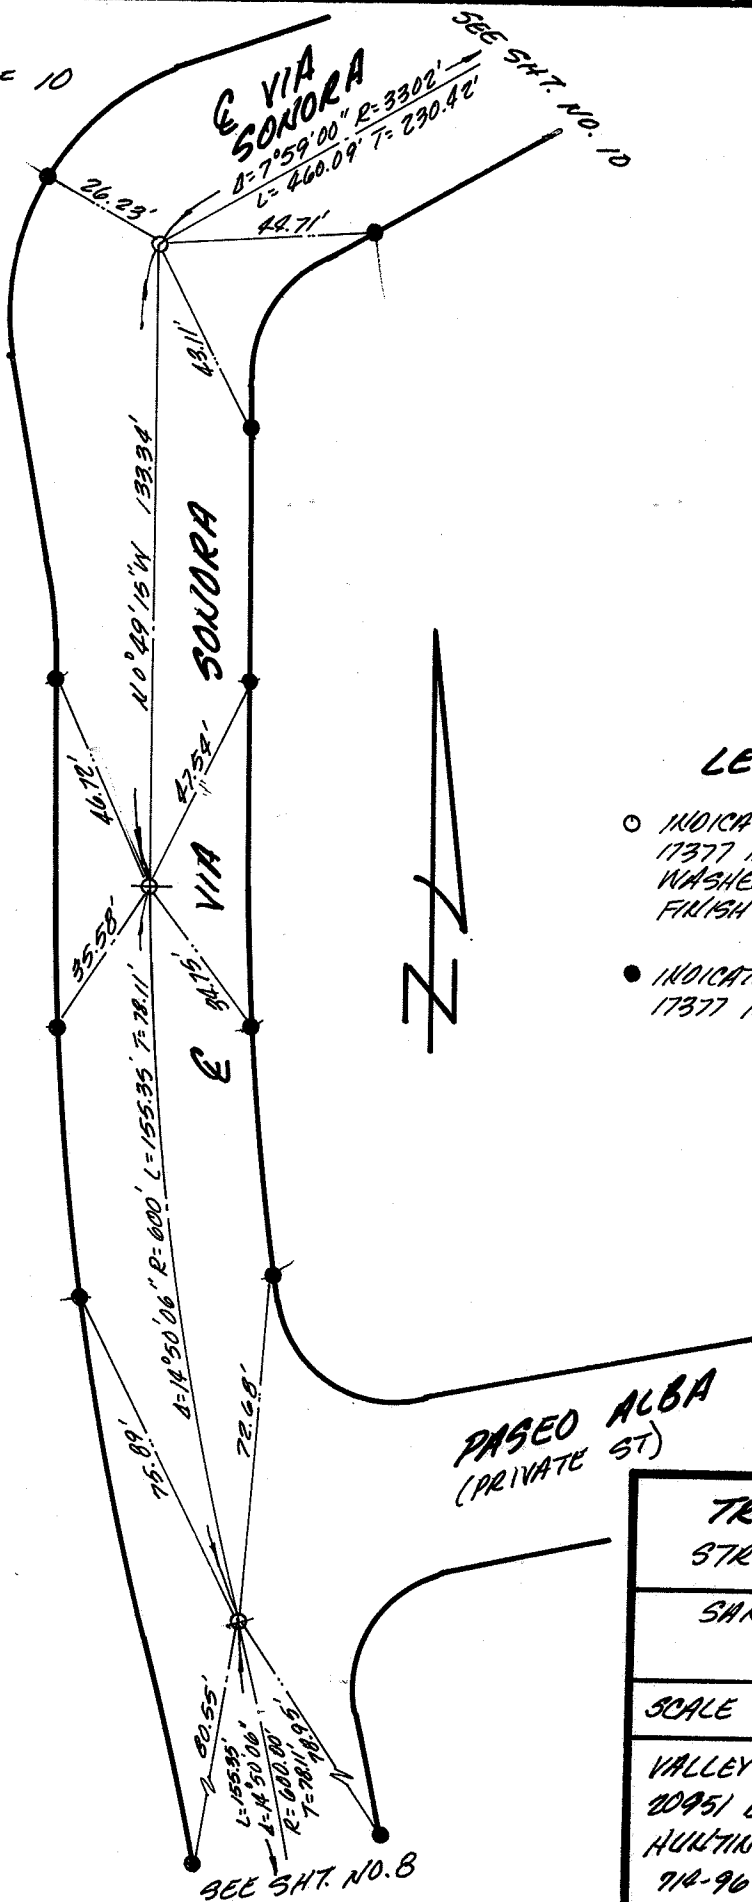 = 10
SEE SHT. NO. 10
℄ VIA
SONORA
Δ=7°59'00" R=3302'
L= 460.09' T= 230.42'
26.23'
44.71'
43.11'
N 0°49'15" W 133.34'
SONORA
VIA
℄
46.72'
47.54'
35.58'
34.75'
Δ=14°50'06" R=600' L=155.35' T=78.11'
LE
INDICA
17377
WASHE
FINISH
INDICAT
17377
N
75.89'
72.68'
PASEO ALBA
(PRIVATE ST)
TR
STR
SAN
SCALE
VALLEY
20951
HUNTIN
714-96
80.55'
L=155.35'
Δ=14°50'06"
R=600.00'
T=78.11'
78.95'
SEE SHT. NO. 8